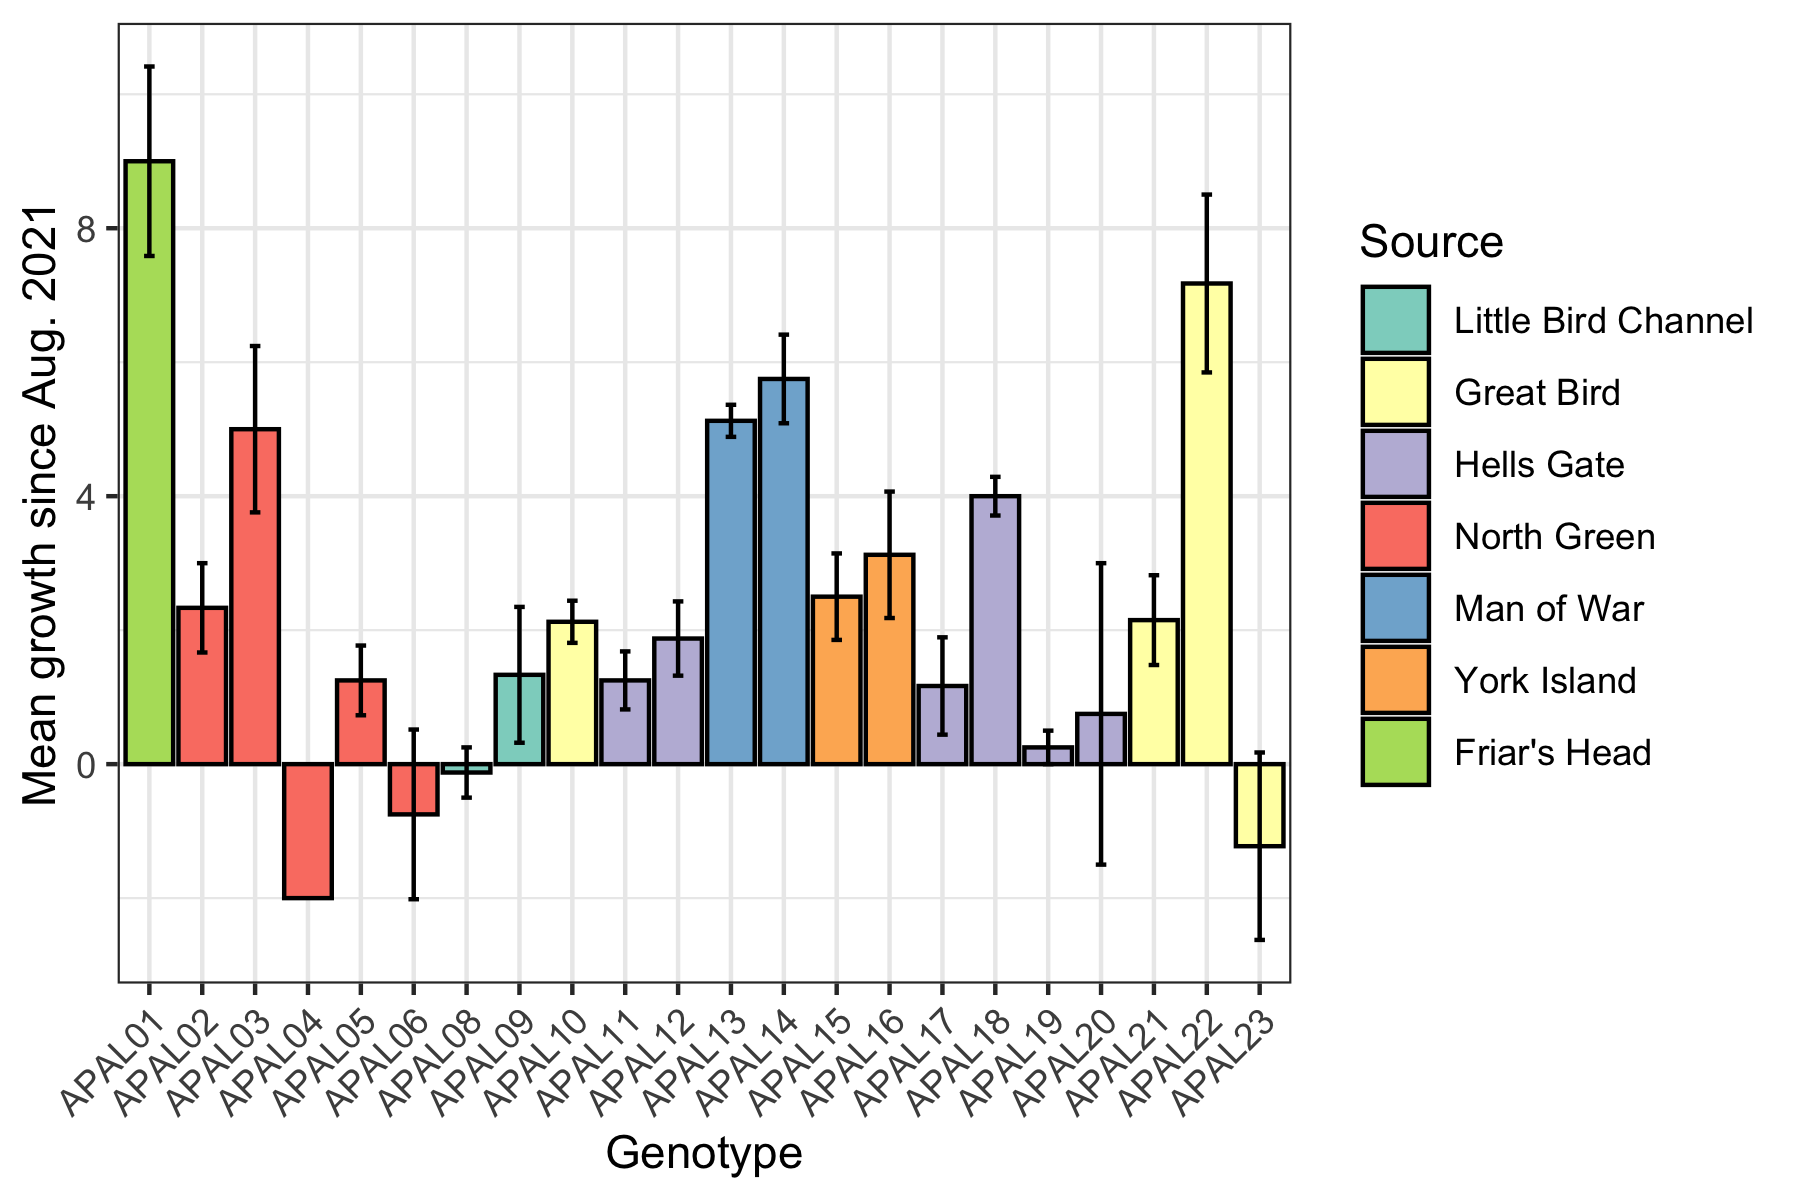 Mean growth since Aug. 2021
8
4
0
APAL01
APAL02
APAL03
APAL04
APAL05
APAL06
APAL08
APAL09
APAL10
APAL11
APAL12
APAL13
APAL14
APAL15
APAL16
APAL17
APAL18
APAL19
APAL20
APAL21
APAL22
APAL23
Genotype
Source
Little Bird Channel
Great Bird
Hells Gate
North Green
Man of War
York Island
Friar's Head